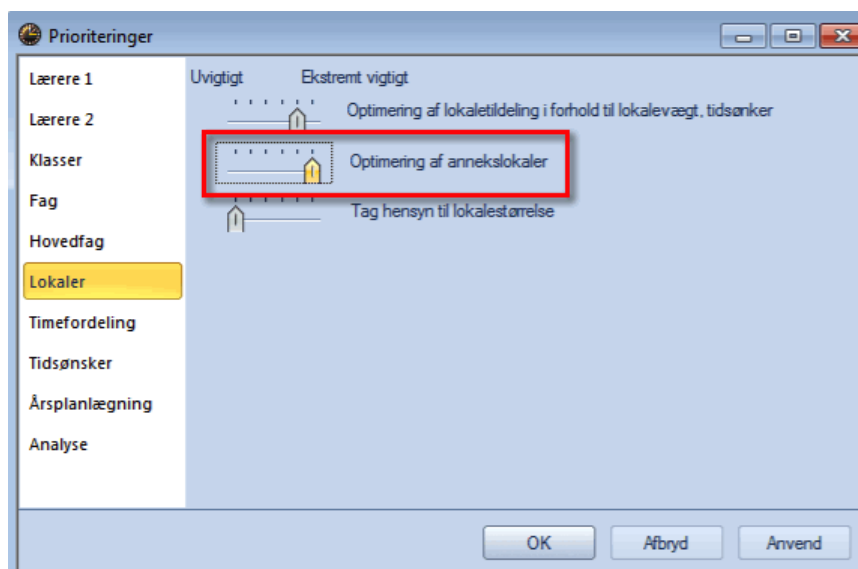 Prioriteringer
Lærere 1
Lærere 2
Klasser
Fag
Hovedfag
Lokaler
Timefordeling
Tidsønsker
Årsplanlægning
Analyse
Uvigtigt Ekstremt vigtigt
Optimering af lokaletildeling i forhold til lokalevægt, tidsønker
Optimering af annekslokaler
Tag hensyn til lokalestørrelse
OK Afbryd Anvend